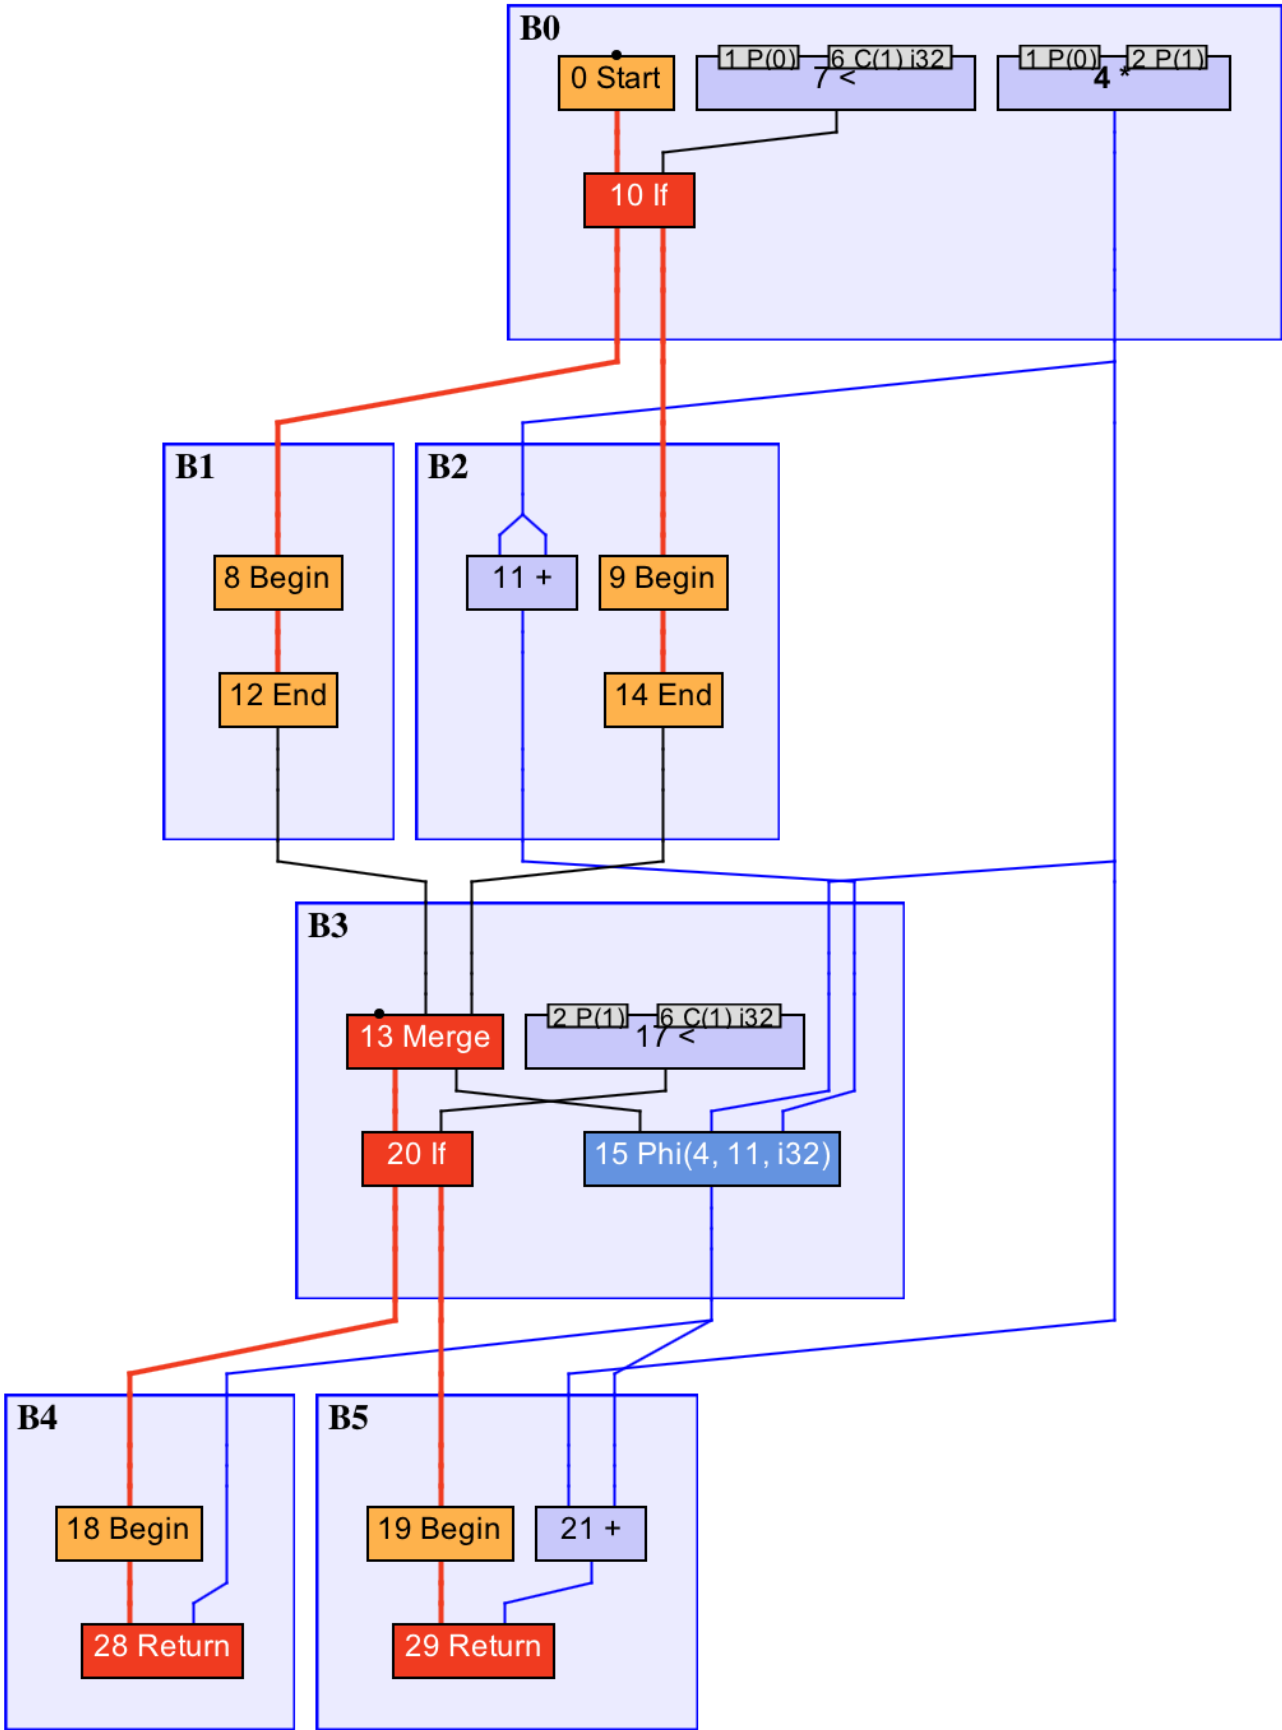 B0
1 P(0) 6 C(1) i32 1 P(0) 2 P(1)
0 Start 7 < 4 *
10 If
B1 B2
8 Begin 11 + 9 Begin
12 End 14 End
B3
2 P(1) 6 C(1) i32
13 Merge 17 <
20 If 15 Phi(4, 11, i32)
B4 B5
18 Begin 19 Begin 21 +
28 Return 29 Return